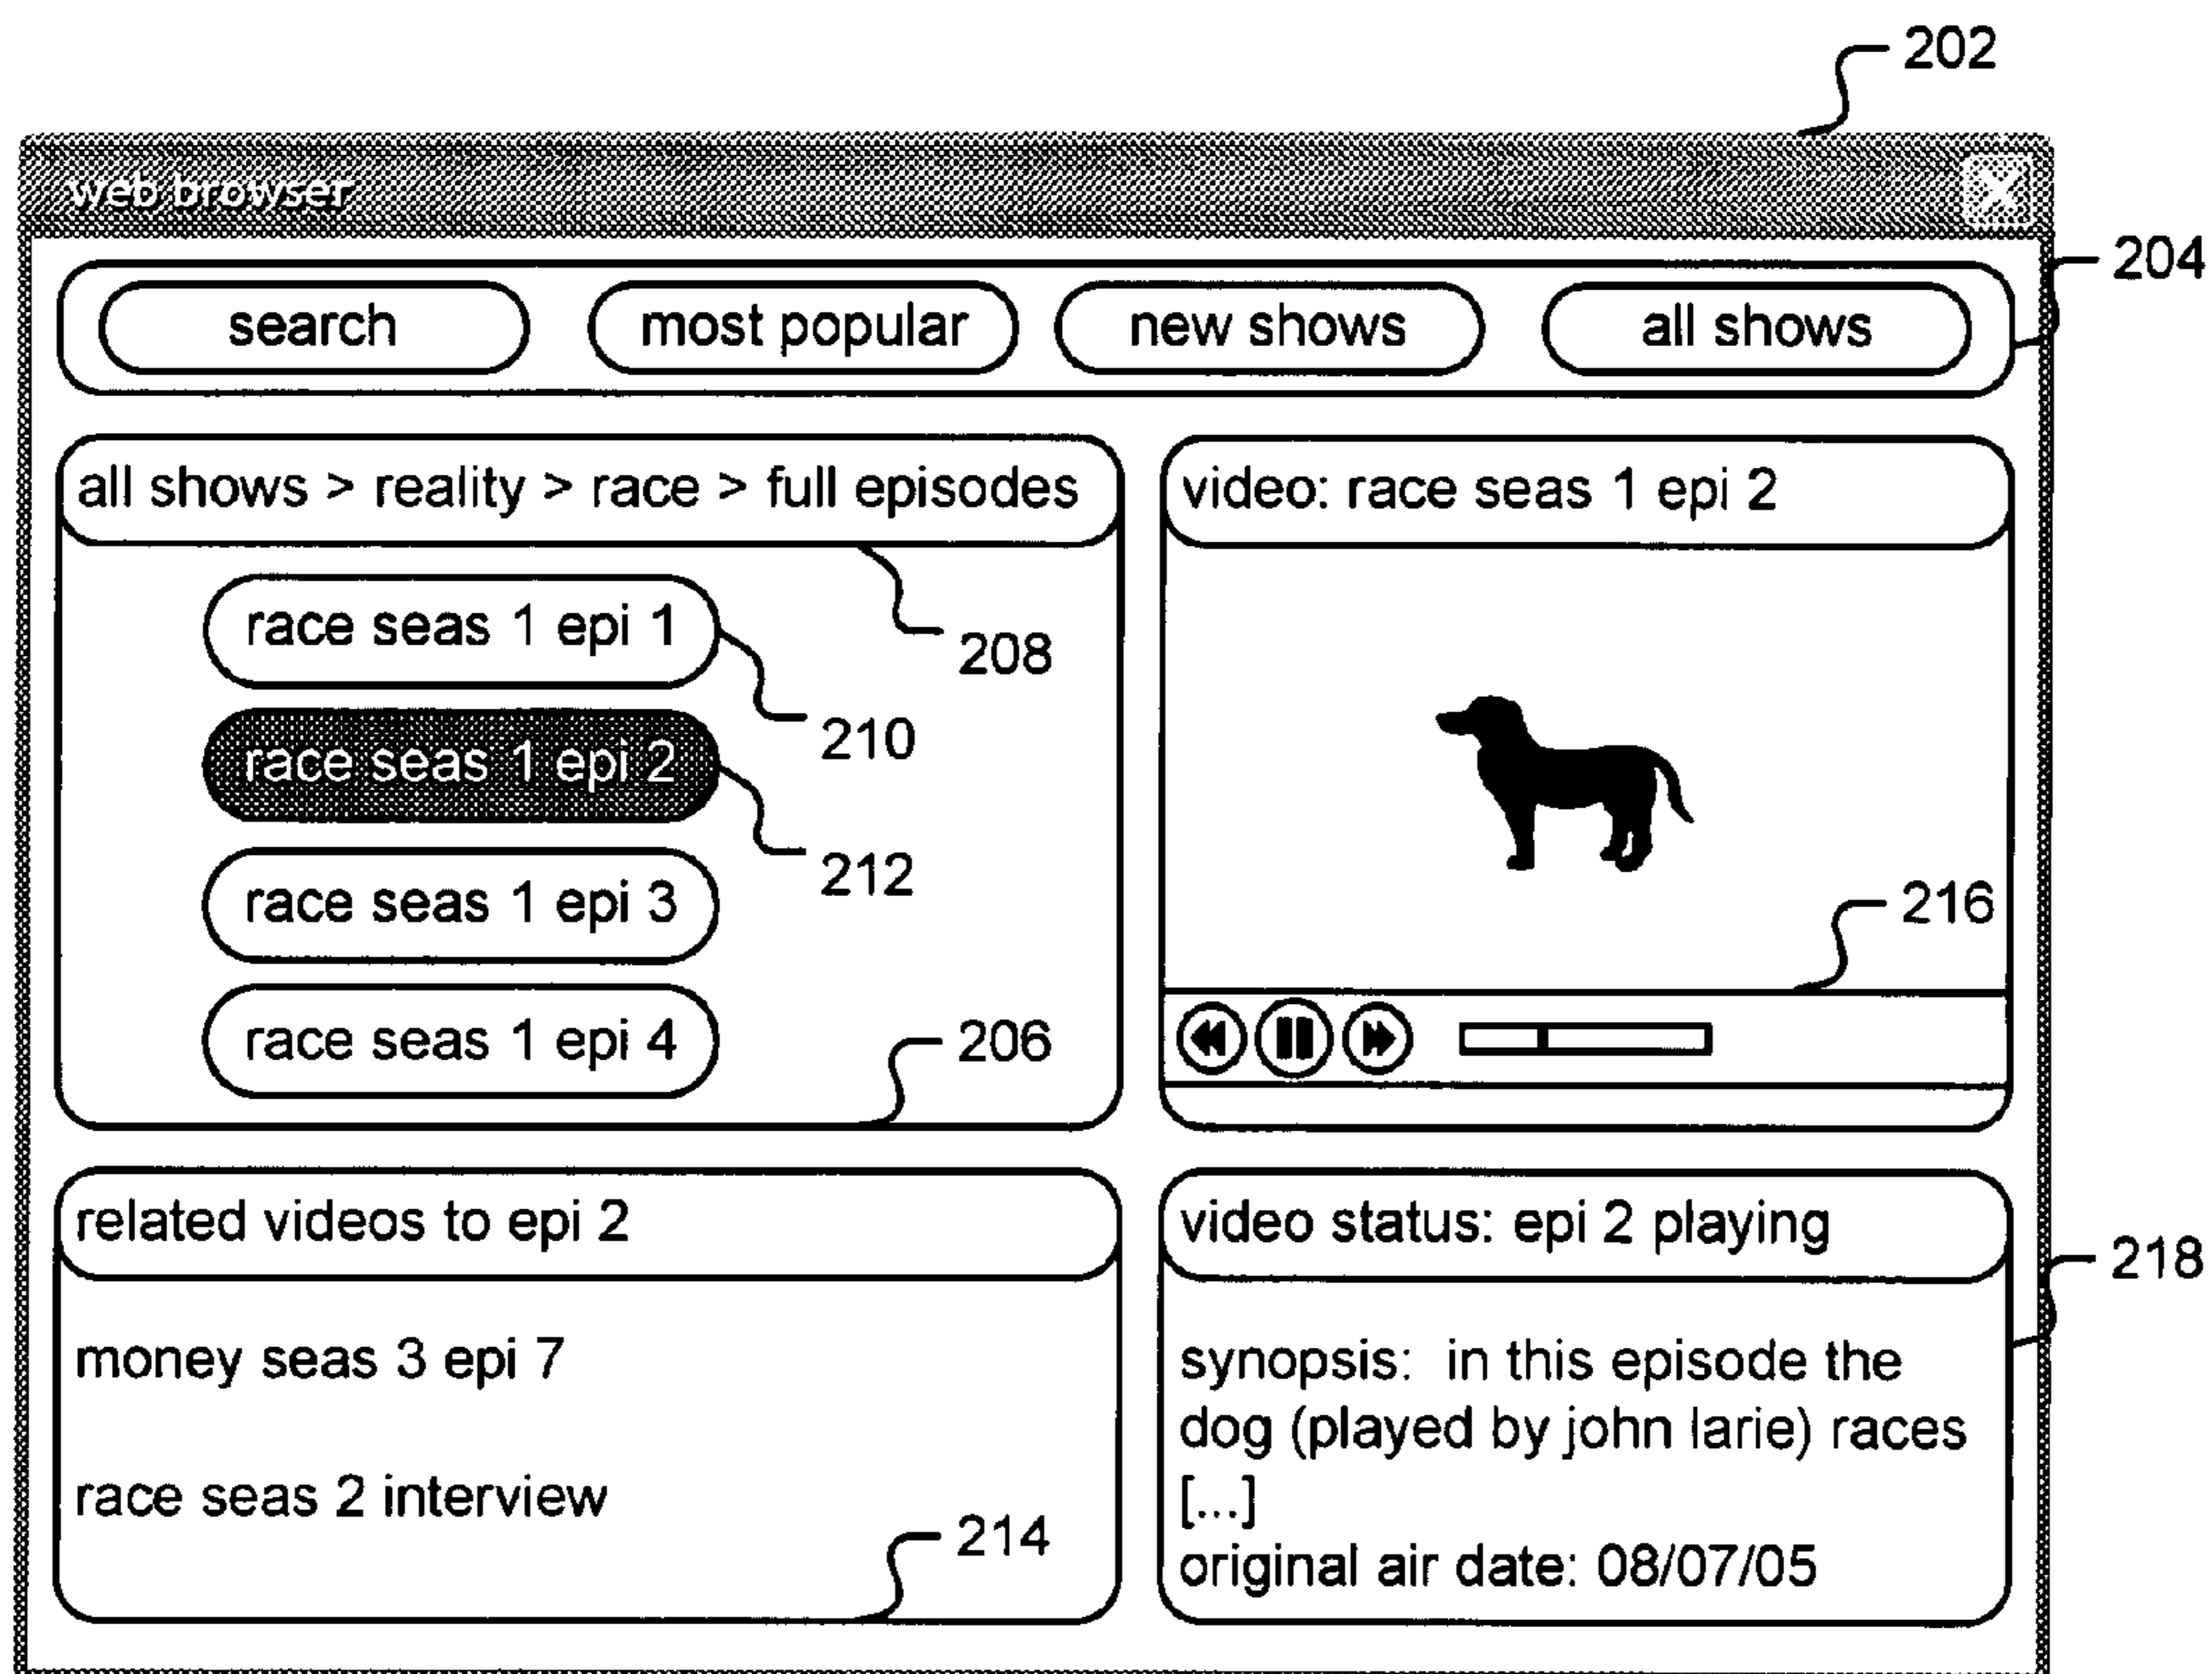 202
web browser
204
search most popular new shows all shows
all shows > reality > race > full episodes
208
race seas 1 epi 1
210
race seas 1 epi 2
212
race seas 1 epi 3
race seas 1 epi 4
206
video: race seas 1 epi 2
216
related videos to epi 2
money seas 3 epi 7
race seas 2 interview
214
video status: epi 2 playing
218
synopsis: in this episode the
dog (played by john larie) races
[...]
original air date: 08/07/05